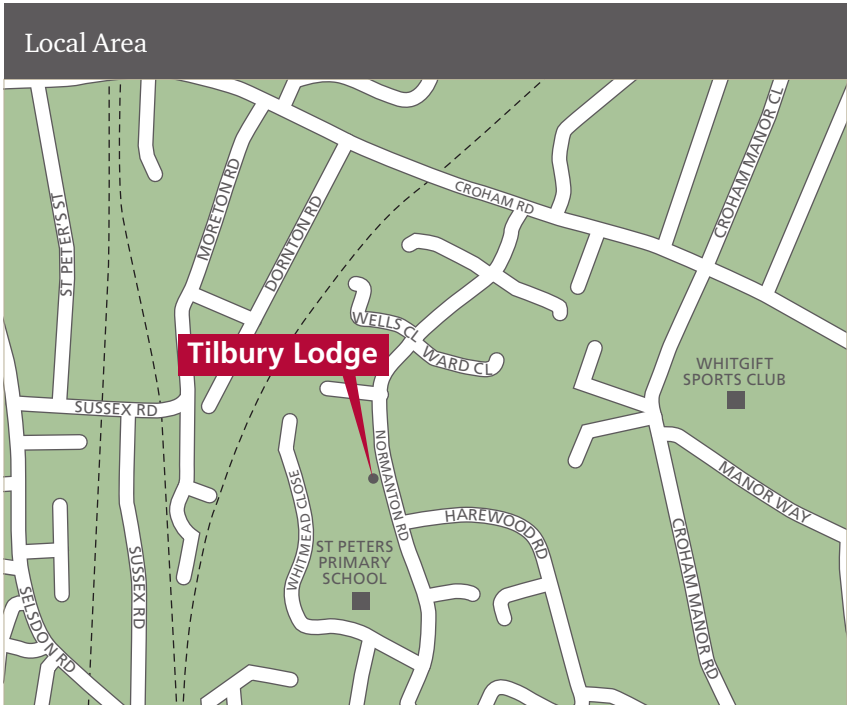 Local Area
CROHAM MANOR CL
MORETON RD
ST PETER'S ST
DORNTON RD
CROHAM RD
WELLS CL
WARD CL
Tilbury Lodge
WHITGIFT
SPORTS CLUB
SUSSEX RD
NORMANTON RD
MANOR WAY
WHITMEAD CLOSE
HAREWOOD RD
ST PETERS
PRIMARY
SCHOOL
SUSSEX RD
SELSDON RD
CROHAM MANOR RD